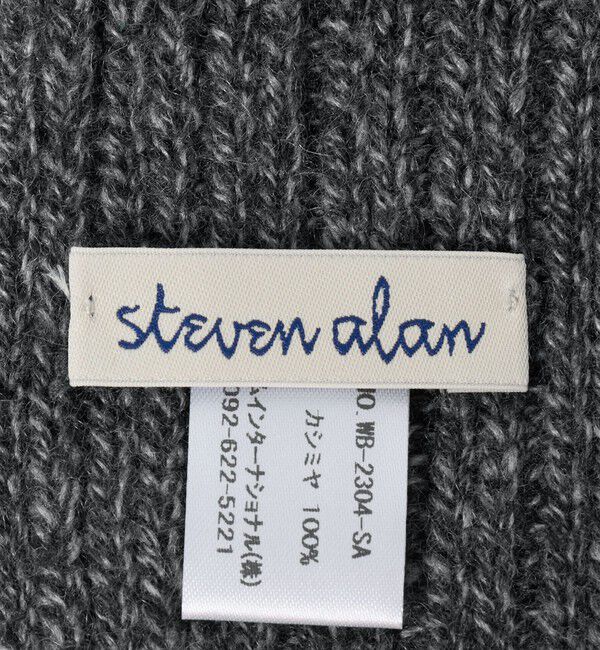 steven alan
NO.WB-2304-SA
カシミヤ 100%
インターナショナル(株)
092-622-5221